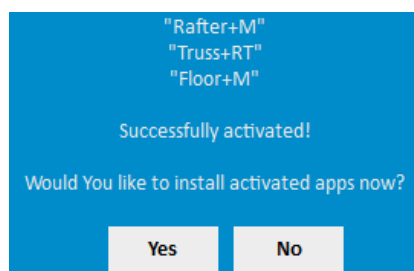 "Rafter+M"
"Truss+RT"
"Floor+M"
Successfully activated!
Would You like to install activated apps now?
Yes
No